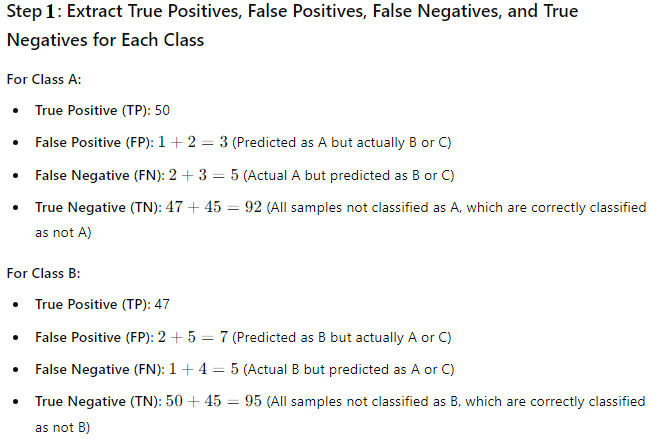 Step 1: Extract True Positives, False Positives, False Negatives, and True
Negatives for Each Class
For Class A:
• True Positive (TP): 50
• False Positive (FP): 1 + 2 = 3 (Predicted as A but actually B or C)
• False Negative (FN): 2 + 3 = 5 (Actual A but predicted as B or C)
• True Negative (TN): 47 + 45 = 92 (All samples not classified as A, which are correctly classified
as not A)
For Class B:
• True Positive (TP): 47
• False Positive (FP): 2 + 5 = 7 (Predicted as B but actually A or C)
• False Negative (FN): 1 + 4 = 5 (Actual B but predicted as A or C)
• True Negative (TN): 50 + 45 = 95 (All samples not classified as B, which are correctly classified
as not B)